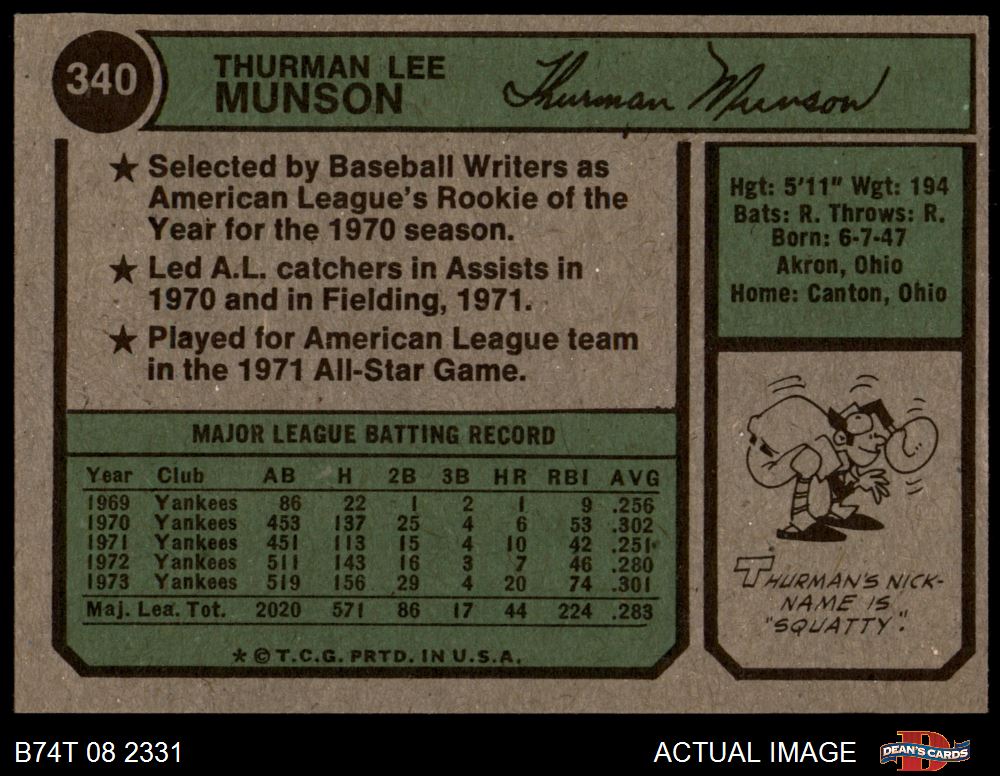 340
THURMAN LEE
MUNSON
Thurman Munson
★ Selected by Baseball Writers as
American League's Rookie of the
Year for the 1970 season.
★ Led A.L. catchers in Assists in
1970 and in Fielding, 1971.
★ Played for American League team
in the 1971 All-Star Game.
Hgt: 5'11" Wgt: 194
Bats: R. Throws: R.
Born: 6-7-47
Akron, Ohio
Home: Canton, Ohio
MAJOR LEAGUE BATTING RECORD
Year Club AB H 2B 3B HR RBI AVG
1969 Yankees 86 22 1 2 1 9 .256
1970 Yankees 453 137 25 4 6 53 .302
1971 Yankees 451 113 15 4 10 42 .251
1972 Yankees 511 143 16 3 7 46 .280
1973 Yankees 519 156 29 4 20 74 .301
Maj. Lea. Tot. 2020 571 86 17 44 224 .283
* © T.C.G. PRTD. IN U.S.A.
THURMAN'S NICK-
NAME IS
"SQUATTY".
B74T 08 2331
ACTUAL IMAGE
DEAN'S CARDS